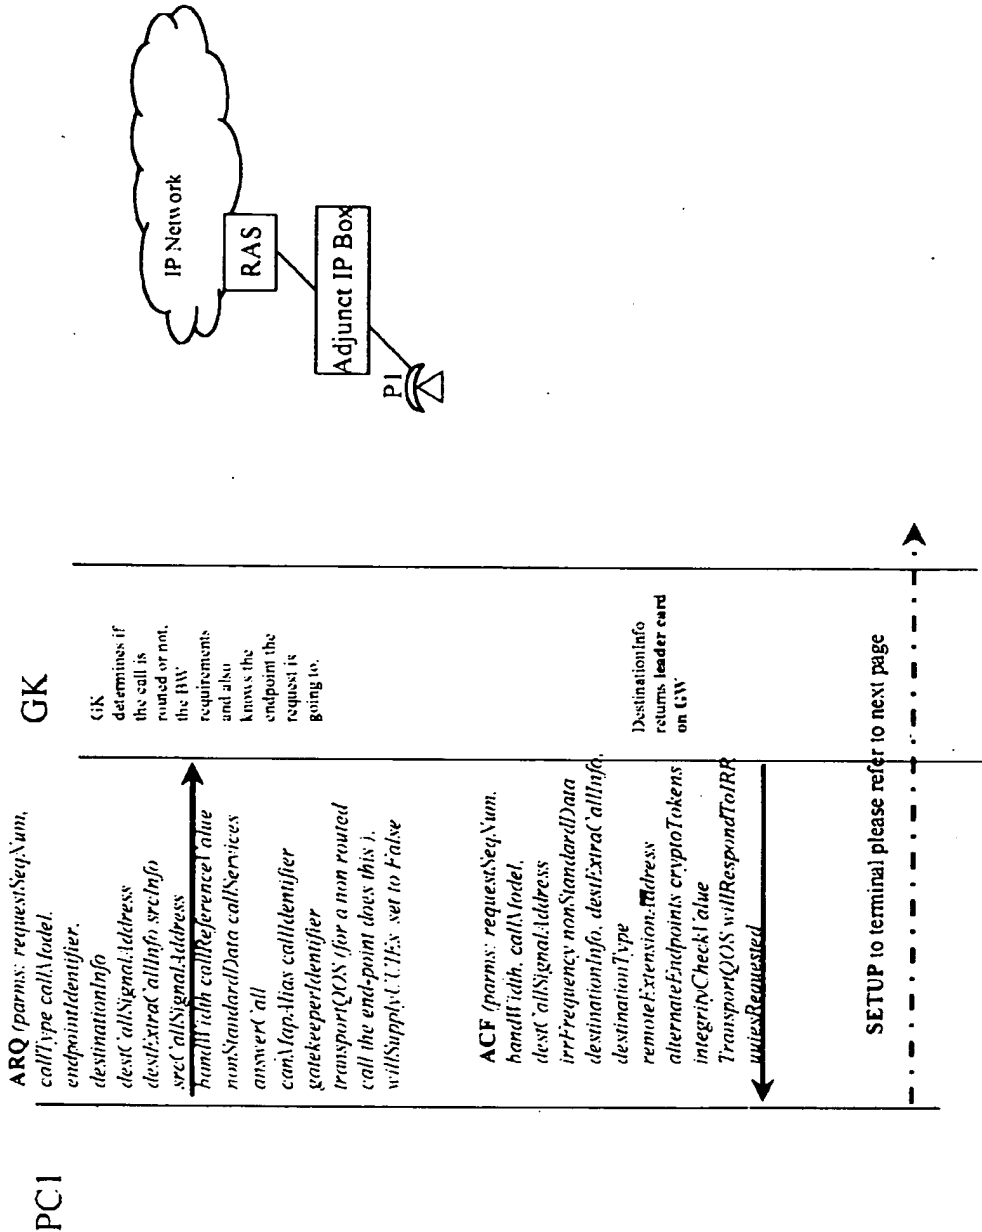 PC1
GK
ARQ (parms: requestSeqNum,
callType callModel,
endpointIdentifier,
destinationInfo
destCallSignalAddress
destExtraCallInfo srcInfo
srcCallSignalAddress
bandWidth callReferenceValue
nonStandardData callServices
answerCall
canMapAlias callIdentifier
gatekeeperIdentifier
transportQOS (for a non routed
call the end-point does this ).
willSupplyUUIEs set to False
GK
determines if
the call is
routed or not,
the BW
requirements
and also
knows the
endpoint the
request is
going to.
ACF (parms: requestSeqNum,
bandWidth, callModel,
destCallSignalAddress
irrFrequency nonStandardData
destinationInfo, destExtraCallInfo,
destinationType
remoteExtensionAddress
alternateEndpoints cryptoTokens
integrityCheckValue
TransportQOS willRespondToIRR
uuiesRequested
DestinationInfo
returns leader card
on GW
SETUP to terminal please refer to next page
IP Network
RAS
Adjunct IP Box
P1